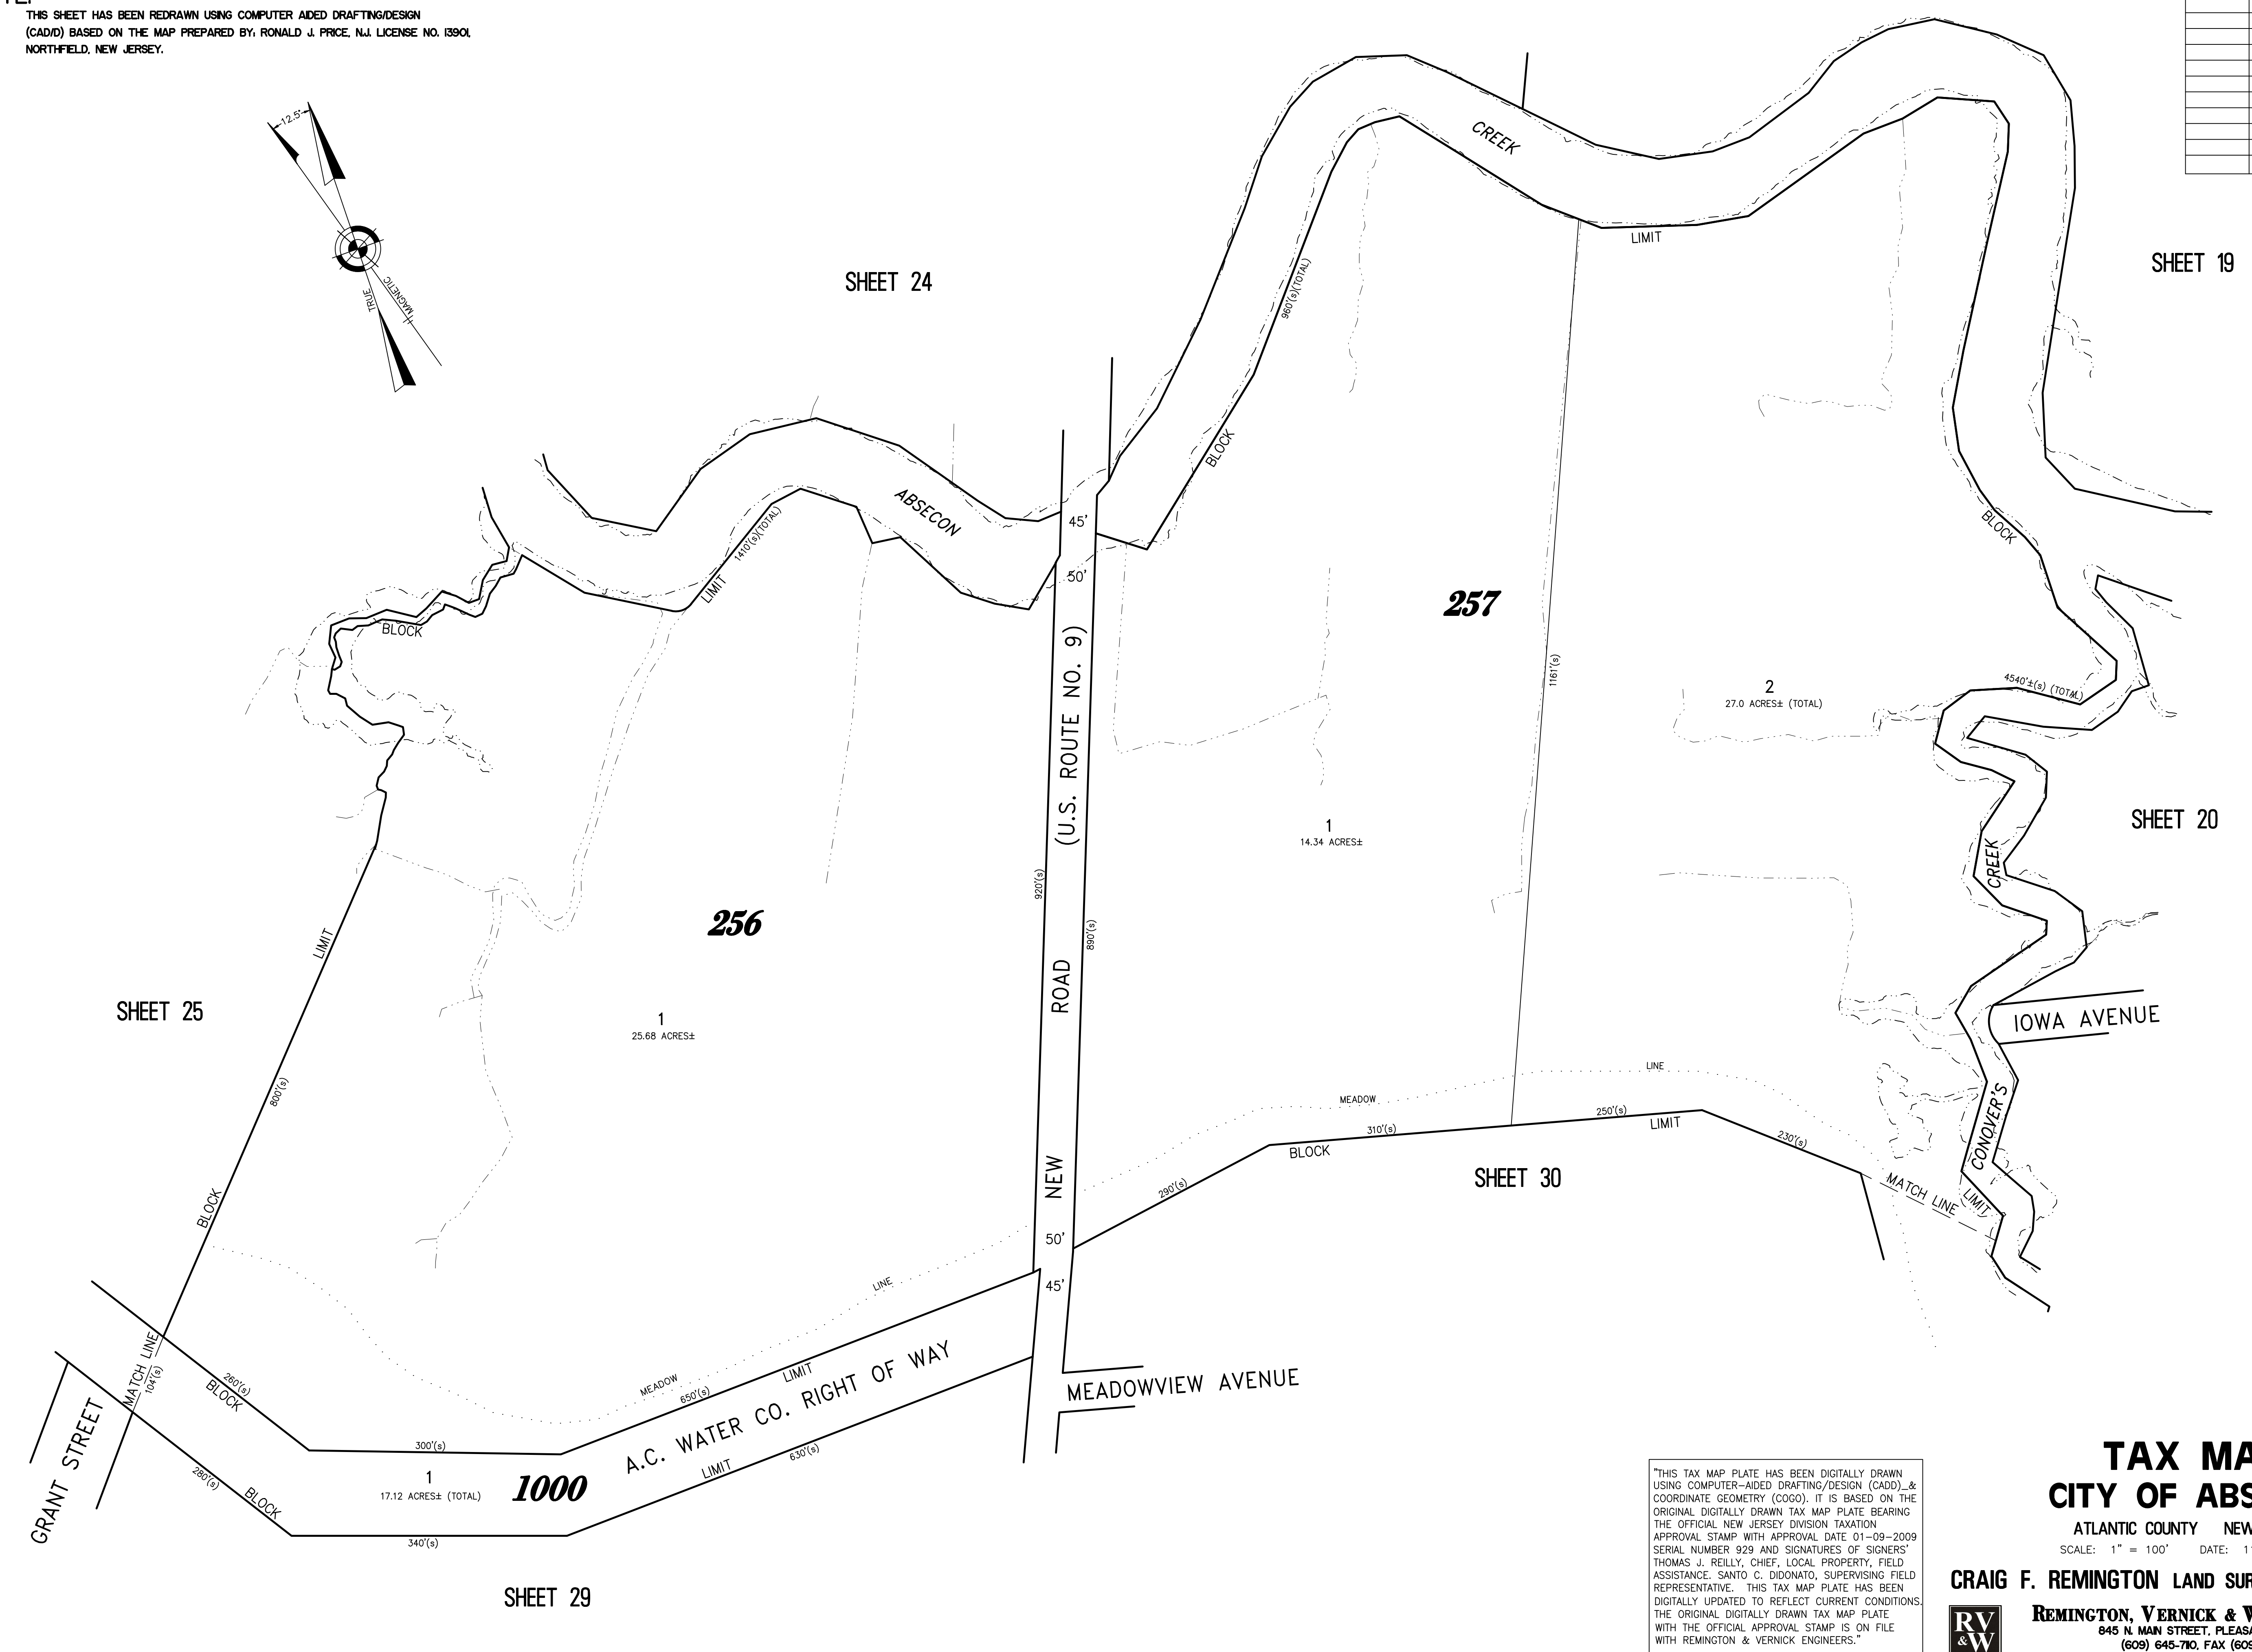 THIS SHEET HAS BEEN REDRAWN USING COMPUTER AIDED DRAFTING/DESIGN
(CAD/D) BASED ON THE MAP PREPARED BY: RONALD J. PRICE, N.J. LICENSE NO. 13901,
NORTHFIELD, NEW JERSEY.
12.5°
TRUE
MAGNETIC
SHEET 24
SHEET 19
CREEK
LIMIT
960'(s)(TOTAL)
BLOCK
ABSECON
1410'(s)(TOTAL)
LIMIT
BLOCK
45'
50'
BLOCK
257
256
NEW ROAD (U.S. ROUTE NO. 9)
920'(s)
890'(s)
1161'(s)
2
27.0 ACRES± (TOTAL)
4540'±(s) (TOTAL)
1
14.34 ACRES±
SHEET 20
CREEK
CONOVER'S
IOWA AVENUE
SHEET 25
LIMIT
800'(s)
BLOCK
1
25.68 ACRES±
LINE
MEADOW
250'(s)
310'(s)
LIMIT
BLOCK
230'(s)
290'(s)
SHEET 30
MATCH LINE
LIMIT
50'
45'
LINE
MEADOW
LIMIT
650'(s)
A.C. WATER CO. RIGHT OF WAY
MEADOWVIEW AVENUE
MATCH LINE
104'(s)
260'(s)
BLOCK
300'(s)
1
17.12 ACRES± (TOTAL)
1000
LIMIT
630'(s)
GRANT STREET
280'(s)
BLOCK
340'(s)
SHEET 29
"THIS TAX MAP PLATE HAS BEEN DIGITALLY DRAWN
USING COMPUTER-AIDED DRAFTING/DESIGN (CADD)_&
COORDINATE GEOMETRY (COGO). IT IS BASED ON THE
ORIGINAL DIGITALLY DRAWN TAX MAP PLATE BEARING
THE OFFICIAL NEW JERSEY DIVISION TAXATION
APPROVAL STAMP WITH APPROVAL DATE 01-09-2009
SERIAL NUMBER 929 AND SIGNATURES OF SIGNERS'
THOMAS J. REILLY, CHIEF, LOCAL PROPERTY, FIELD
ASSISTANCE. SANTO C. DIDONATO, SUPERVISING FIELD
REPRESENTATIVE. THIS TAX MAP PLATE HAS BEEN
DIGITALLY UPDATED TO REFLECT CURRENT CONDITIONS.
THE ORIGINAL DIGITALLY DRAWN TAX MAP PLATE
WITH THE OFFICIAL APPROVAL STAMP IS ON FILE
WITH REMINGTON & VERNICK ENGINEERS."
TAX MA
CITY OF ABS
ATLANTIC COUNTY NEW
SCALE: 1" = 100' DATE: 1
CRAIG F. REMINGTON LAND SUR
RV
&W
REMINGTON, VERNICK &
845 N. MAIN STREET, PLEASA
(609) 645-7110, FAX (609